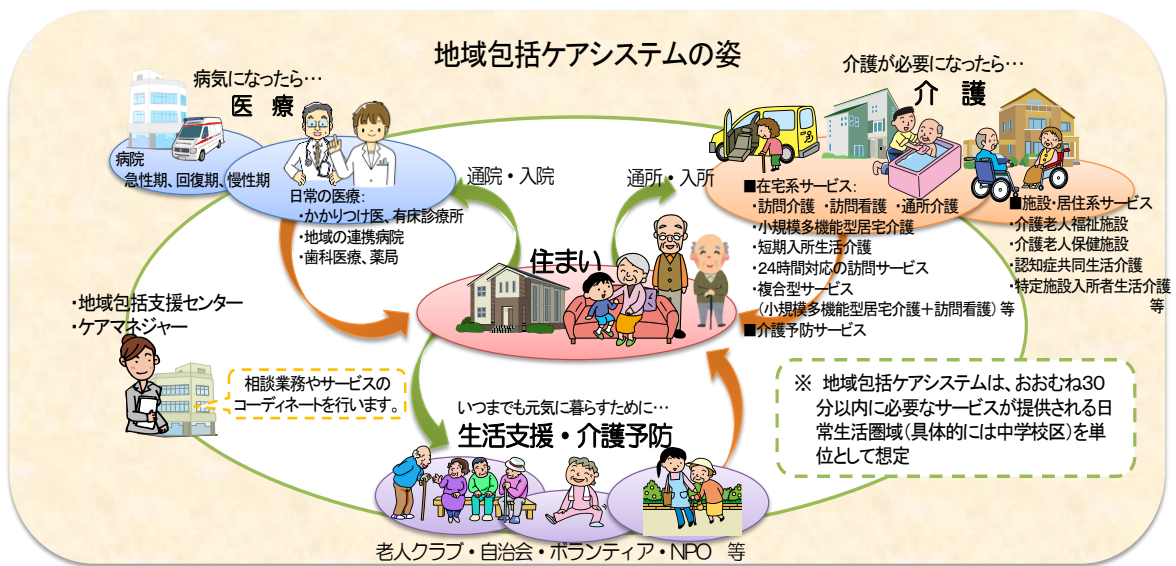 地域包括ケアシステムの姿
病気になったら…
医 療
病院
急性期、回復期、慢性期
日常の医療:
・かかりつけ医、有床診療所
・地域の連携病院
・歯科医療、薬局
通院・入院
通所・入所
介護が必要になったら…
介 護
■在宅系サービス:
・訪問介護 ・訪問看護 ・通所介護
・小規模多機能型居宅介護
・短期入所生活介護
・24時間対応の訪問サービス
・複合型サービス
(小規模多機能型居宅介護+訪問看護)等
■介護予防サービス
■施設・居住系サービス
・介護老人福祉施設
・介護老人保健施設
・認知症共同生活介護
・特定施設入所者生活介護
等
住まい
・地域包括支援センター
・ケアマネジャー
相談業務やサービスの
コーディネートを行います。
いつまでも元気に暮らすために…
生活支援・介護予防
老人クラブ・自治会・ボランティア・NPO 等
※ 地域包括ケアシステムは、おおむね30
分以内に必要なサービスが提供される日
常生活圏域(具体的には中学校区)を単
位として想定